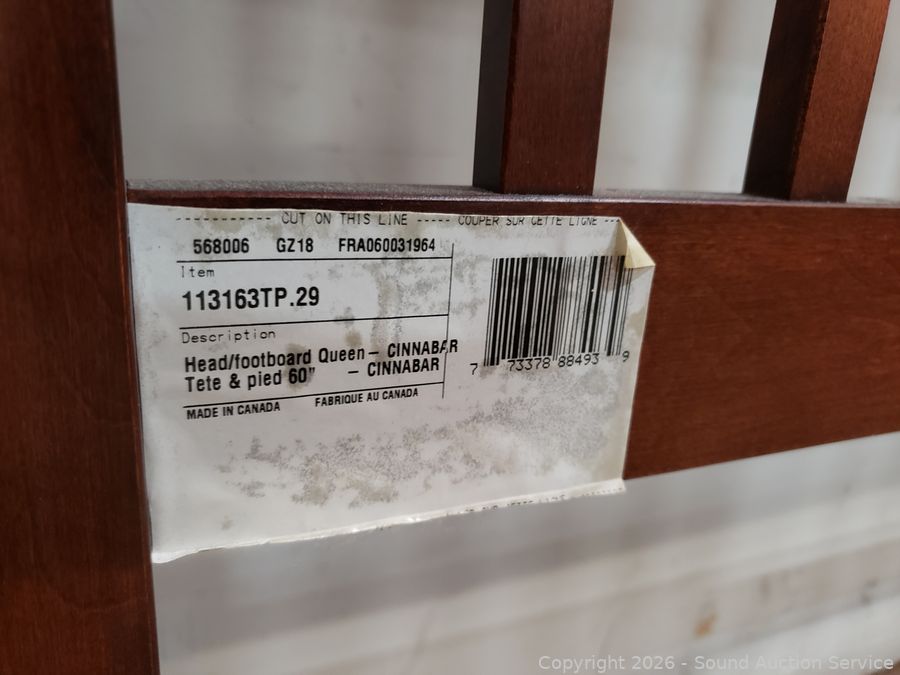 CUT ON THIS LINE ----- COUPER SUR CETTE LIGNE
568006 GZ18 FRA060031964
Item
113163TP.29
Description
Head/footboard Queen - CINNABAR
Tete & pied 60" - CINNABAR
MADE IN CANADA FABRIQUE AU CANADA
7 73378 88493 9
Copyright 2026 - Sound Auction Service